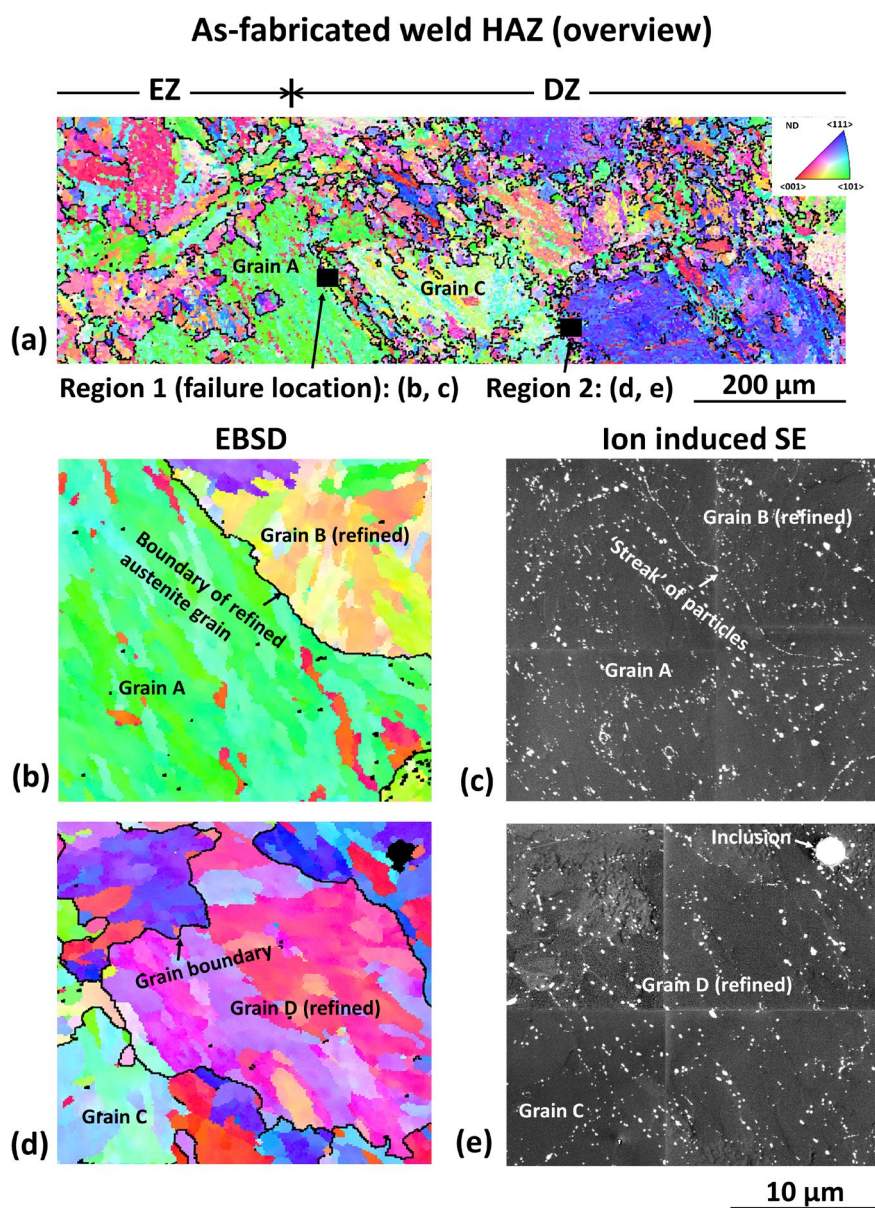 As-fabricated weld HAZ (overview)
EZ
DZ
ND
<111>
<001>
<101>
Grain A
Grain C
(a)
Region 1 (failure location): (b, c)
Region 2: (d, e)
200 µm
EBSD
Ion induced SE
Grain B (refined)
Boundary of refined
austenite grain
Grain A
(b)
Grain B (refined)
'Streak' of particles
Grain A
(c)
Grain boundary
Grain D (refined)
Grain C
(d)
Inclusion
Grain D (refined)
Grain C
(e)
10 µm